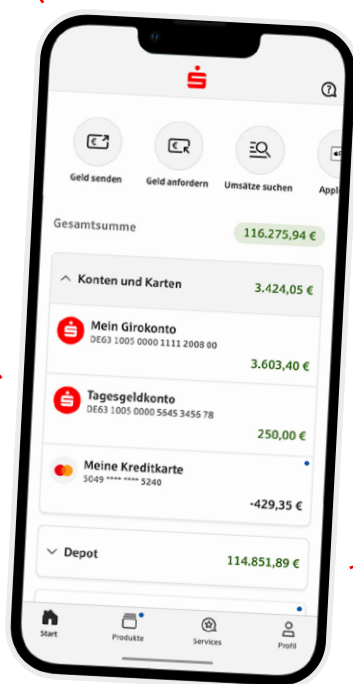 Geld senden
Geld anfordern
Umsätze suchen
Apple
Gesamtsumme
116.275,94 €
Konten und Karten
3.424,05 €
Mein Girokonto
DE63 1005 0000 1111 2008 00
3.603,40 €
Tagesgeldkonto
DE63 1005 0000 5645 3456 78
250,00 €
Meine Kreditkarte
5049 **** **** 5240
-429,35 €
Depot
114.851,89 €
Start
Produkte
Services
Profil